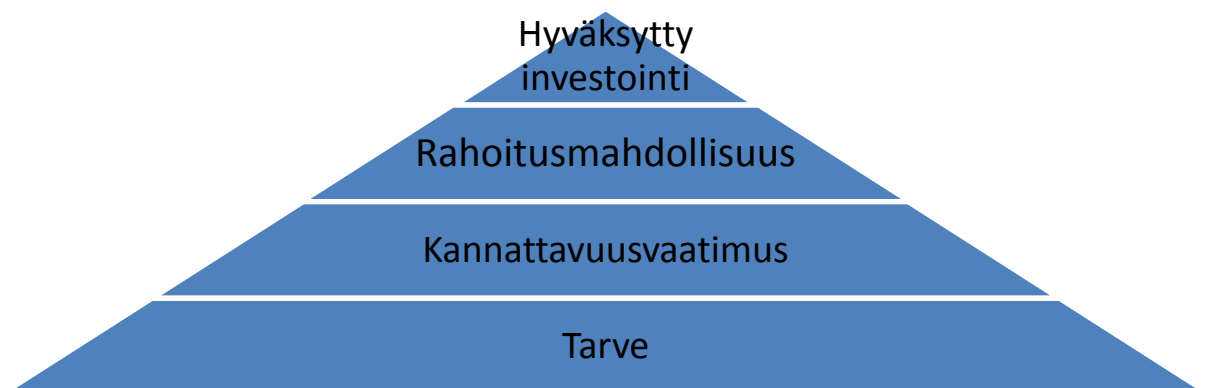 Hyväksytty
investointi
Rahoitusmahdollisuus
Kannattavuusvaatimus
Tarve